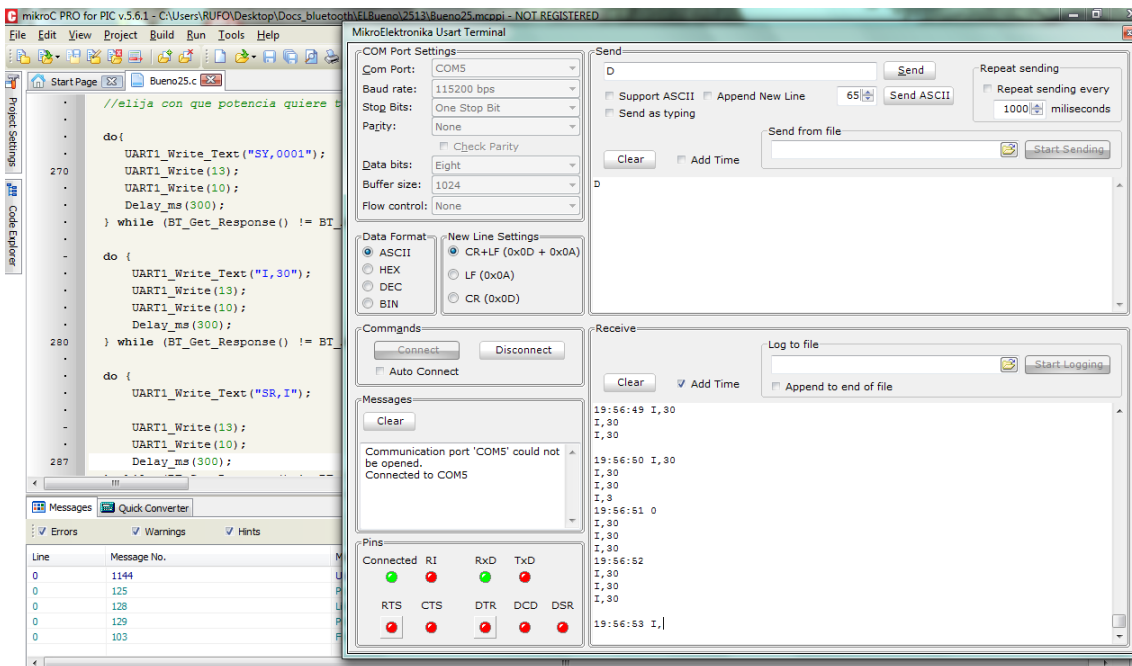 mikroC PRO for PIC v.5.6.1 - C:\Users\RUFO\Desktop\Docs_bluetooth\ELBueno\2513\Bueno25.mcppi - NOT REGISTERED
File Edit View Project Build Run Tools Help
Start Page
Bueno25.c
Project Settings
Code Explorer
//elija con que potencia quiere t
do{
UART1_Write_Text("SY,0001");
270 UART1_Write(13);
UART1_Write(10);
Delay_ms(300);
} while (BT_Get_Response() != BT_
do {
UART1_Write_Text("I,30");
UART1_Write(13);
UART1_Write(10);
Delay_ms(300);
280 } while (BT_Get_Response() != BT_
do {
UART1_Write_Text("SR,I");
UART1_Write(13);
UART1_Write(10);
287 Delay_ms(300);
Messages Quick Converter
Errors Warnings Hints
Line Message No. M
0 1144 U
0 125 P
0 128 L
0 129 P
0 103 F
MikroElektronika Usart Terminal
COM Port Settings
Com Port: COM5
Baud rate: 115200 bps
Stop Bits: One Stop Bit
Parity: None
Check Parity
Data bits: Eight
Buffer size: 1024
Flow control: None
Data Format
ASCII
HEX
DEC
BIN
New Line Settings
CR+LF (0x0D + 0x0A)
LF (0x0A)
CR (0x0D)
Commands
Connect Disconnect
Auto Connect
Messages
Clear
Communication port 'COM5' could not
be opened.
Connected to COM5
Pins
Connected RI RxD TxD
RTS CTS DTR DCD DSR
Send
D
Send
Support ASCII Append New Line 65 Send ASCII
Send as typing
Repeat sending
Repeat sending every
1000 miliseconds
Send from file
Start Sending
Clear Add Time
D
Receive
Log to file
Start Logging
Append to end of file
Clear Add Time
19:56:49 I,30
I,30
I,30
19:56:50 I,30
I,30
I,30
I,3
19:56:51 0
I,30
I,30
I,30
19:56:52
I,30
I,30
I,30
19:56:53 I,